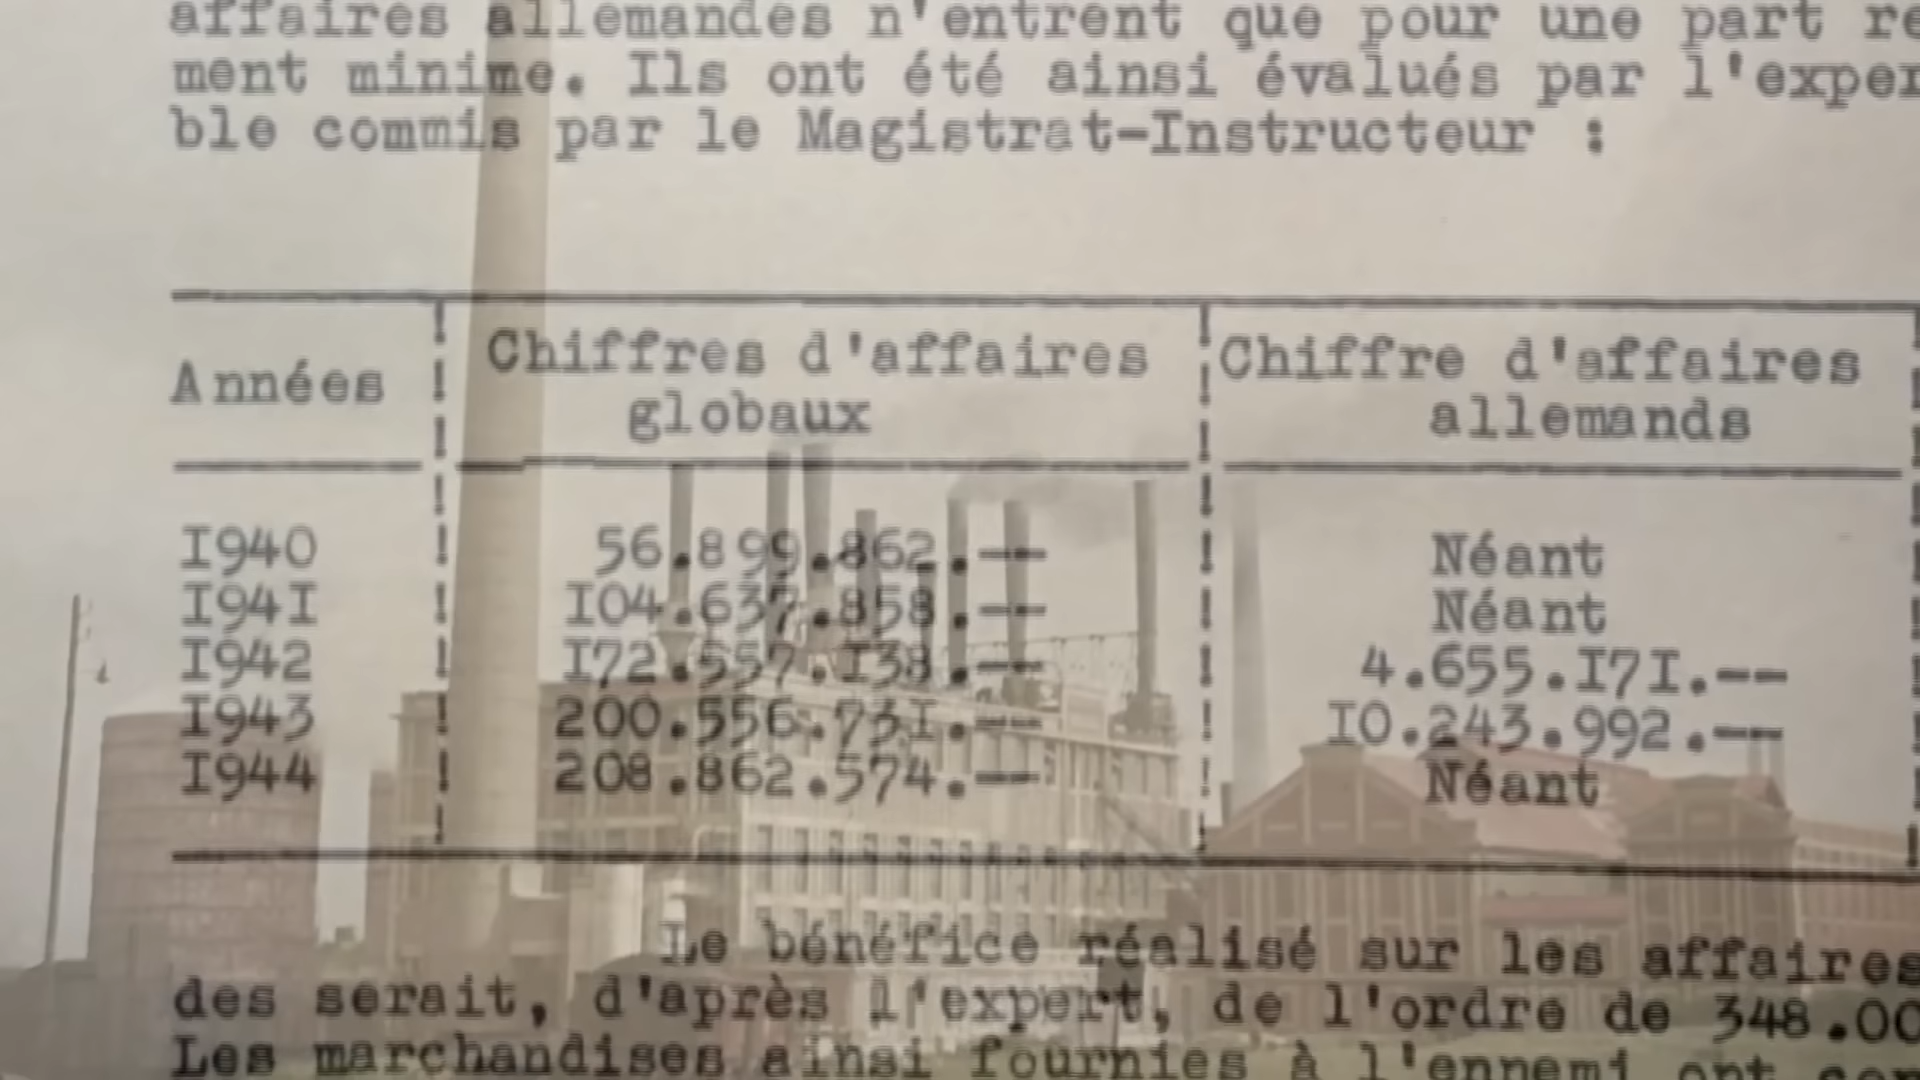 affaires allemandes n'entrent que pour une part re
ment minime. Ils ont été ainsi évalués par l'exper
ble commis par le Magistrat-Instructeur :
Années Chiffres d'affaires globaux Chiffre d'affaires allemands
I940 56.899.862.-- Néant
I94I I04.637.858.-- Néant
I942 I72.557.I38.-- 4.655.I7I.--
I943 200.556.73I.-- I0.243.992.--
I944 208.862.574.-- Néant
Le bénéfice réalisé sur les affaires
des serait, d'après l'expert, de l'ordre de 348.00
Les marchandises ainsi fournies à l'ennemi ont